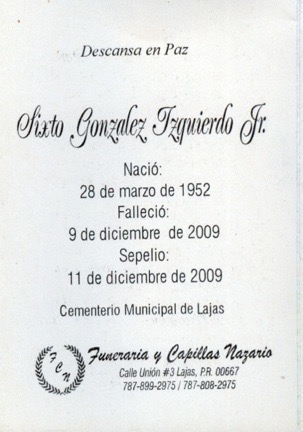 Descansa en Paz
Sixto Gonzalez Izquierdo Jr.
Nació:
28 de marzo de 1952
Falleció:
9 de diciembre de 2009
Sepelio:
11 de diciembre de 2009
Cementerio Municipal de Lajas
F C N
Funeraria y Capillas Nazario
Calle Unión #3 Lajas, P.R. 00667
787-899-2975 / 787-808-2975